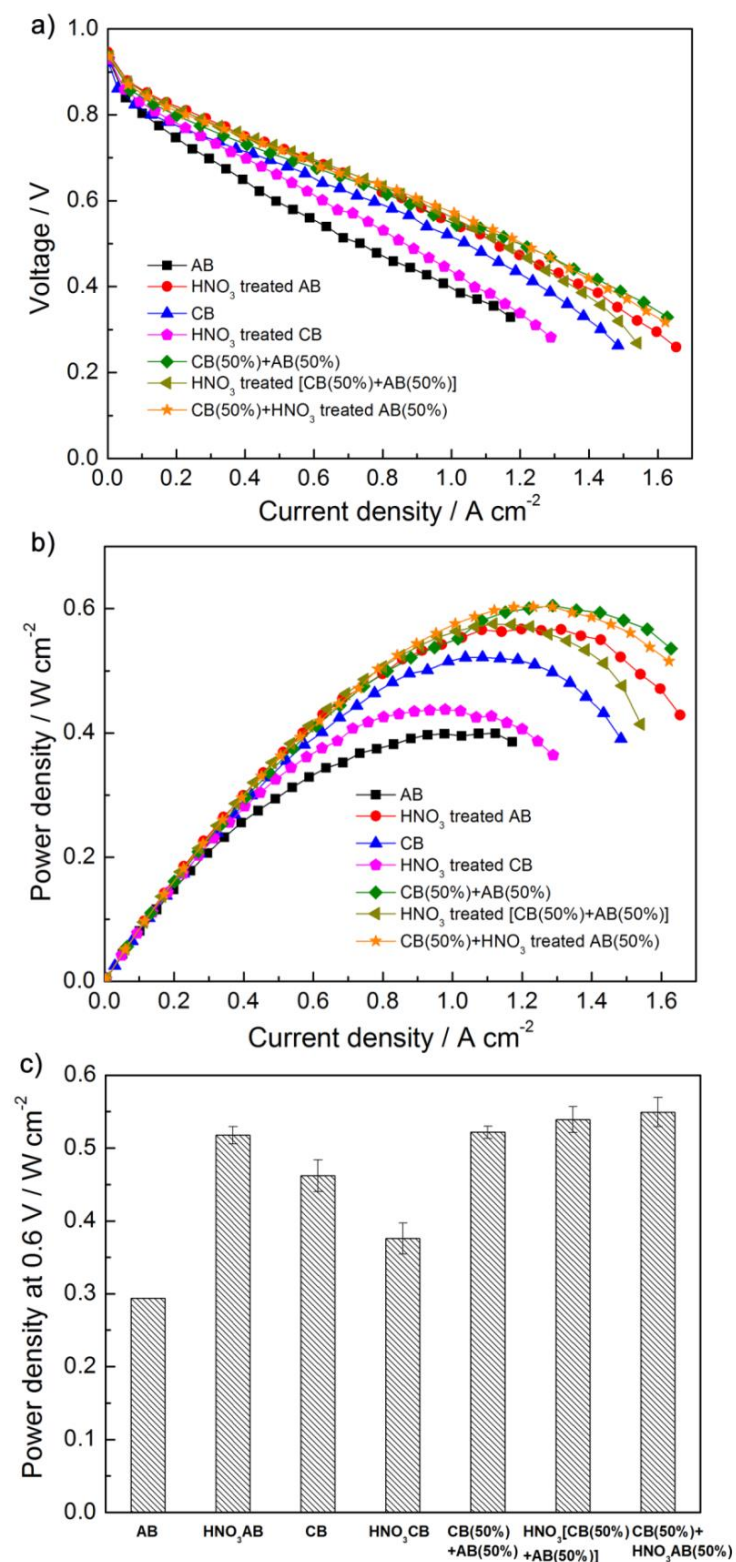 a)
1.0
0.8
0.6
0.4
0.2
0.0
Voltage / V
AB
HNO₃ treated AB
CB
HNO₃ treated CB
CB(50%)+AB(50%)
HNO₃ treated [CB(50%)+AB(50%)]
CB(50%)+HNO₃ treated AB(50%)
0.0 0.2 0.4 0.6 0.8 1.0 1.2 1.4 1.6
Current density / A cm⁻²
b)
0.6
0.4
0.2
0.0
Power density / W cm⁻²
AB
HNO₃ treated AB
CB
HNO₃ treated CB
CB(50%)+AB(50%)
HNO₃ treated [CB(50%)+AB(50%)]
CB(50%)+HNO₃ treated AB(50%)
0.0 0.2 0.4 0.6 0.8 1.0 1.2 1.4 1.6
Current density / A cm⁻²
c)
0.6
0.5
0.4
0.3
0.2
0.1
0.0
Power density at 0.6 V / W cm⁻²
AB HNO₃AB CB HNO₃CB CB(50%) HNO₃[CB(50%) CB(50%)+
+AB(50%) +AB(50%)] HNO₃AB(50%)